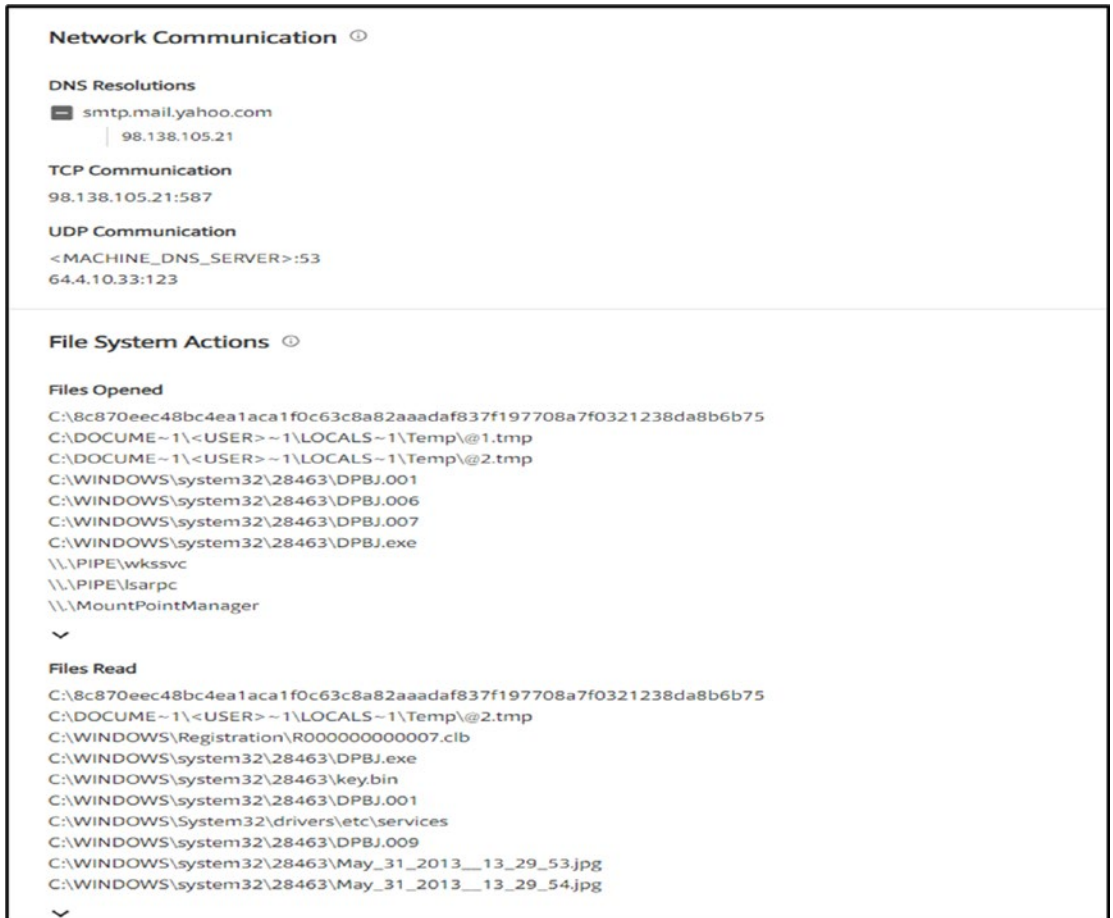 Network Communication
DNS Resolutions
smtp.mail.yahoo.com
98.138.105.21
TCP Communication
98.138.105.21:587
UDP Communication
<MACHINE_DNS_SERVER>:53
64.4.10.33:123
File System Actions
Files Opened
C:\8c870eec48bc4ea1aca1f0c63c8a82aaadaf837f197708a7f0321238da8b6b75
C:\DOCUME~1\<USER>~1\LOCALS~1\Temp\@1.tmp
C:\DOCUME~1\<USER>~1\LOCALS~1\Temp\@2.tmp
C:\WINDOWS\system32\28463\DPBJ.001
C:\WINDOWS\system32\28463\DPBJ.006
C:\WINDOWS\system32\28463\DPBJ.007
C:\WINDOWS\system32\28463\DPBJ.exe
\\.\PIPE\wkssvc
\\.\PIPE\lsarpc
\\.\MountPointManager
Files Read
C:\8c870eec48bc4ea1aca1f0c63c8a82aaadaf837f197708a7f0321238da8b6b75
C:\DOCUME~1\<USER>~1\LOCALS~1\Temp\@2.tmp
C:\WINDOWS\Registration\R000000000007.clb
C:\WINDOWS\system32\28463\DPBJ.exe
C:\WINDOWS\system32\28463\key.bin
C:\WINDOWS\system32\28463\DPBJ.001
C:\WINDOWS\System32\drivers\etc\services
C:\WINDOWS\system32\28463\DPBJ.009
C:\WINDOWS\system32\28463\May_31_2013__13_29_53.jpg
C:\WINDOWS\system32\28463\May_31_2013__13_29_54.jpg